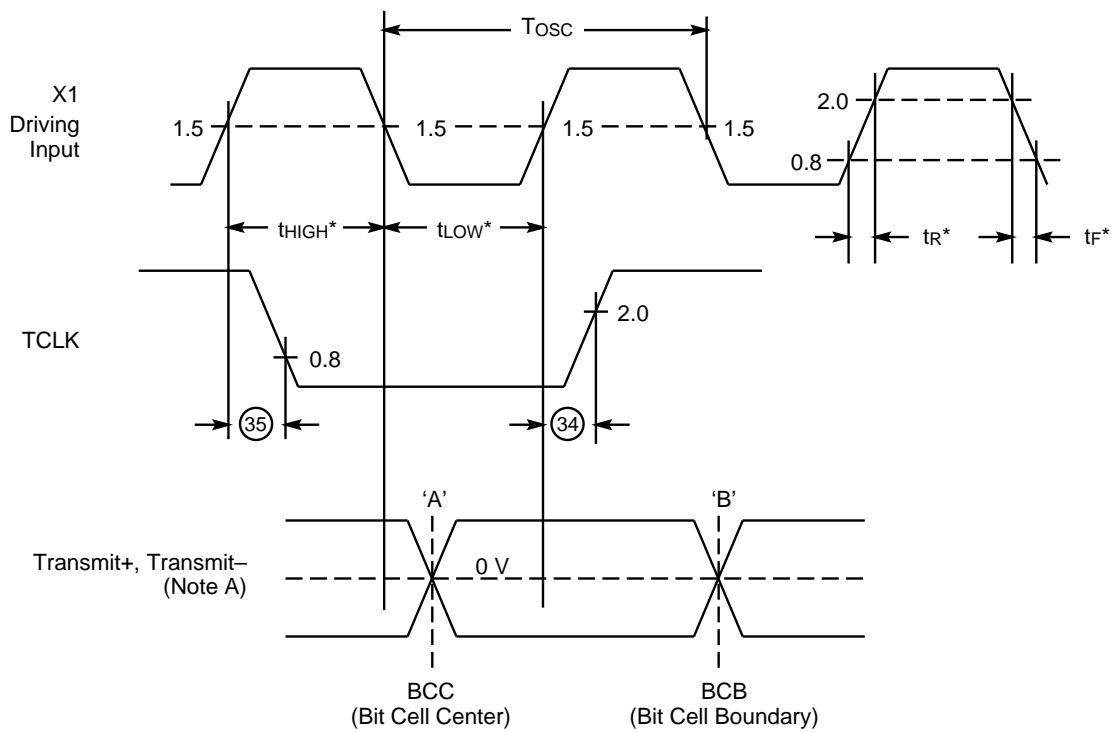 TOSC
X1
Driving
Input
1.5
1.5
1.5
1.5
2.0
0.8
tHIGH*
tLOW*
tR*
tF*
TCLK
0.8
2.0
35
34
‘A’
‘B’
Transmit+, Transmit–
(Note A)
0 V
BCC
(Bit Cell Center)
BCB
(Bit Cell Boundary)